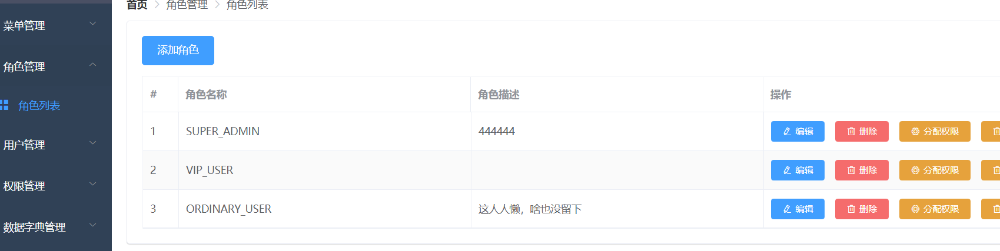 首页 > 角色管理 > 角色列表
菜单管理
角色管理
角色列表
用户管理
权限管理
数据字典管理
添加角色
# 角色名称 角色描述 操作
1 SUPER_ADMIN 444444 编辑 删除 分配权限
2 VIP_USER 编辑 删除 分配权限
3 ORDINARY_USER 这人人懒，啥也没留下 编辑 删除 分配权限